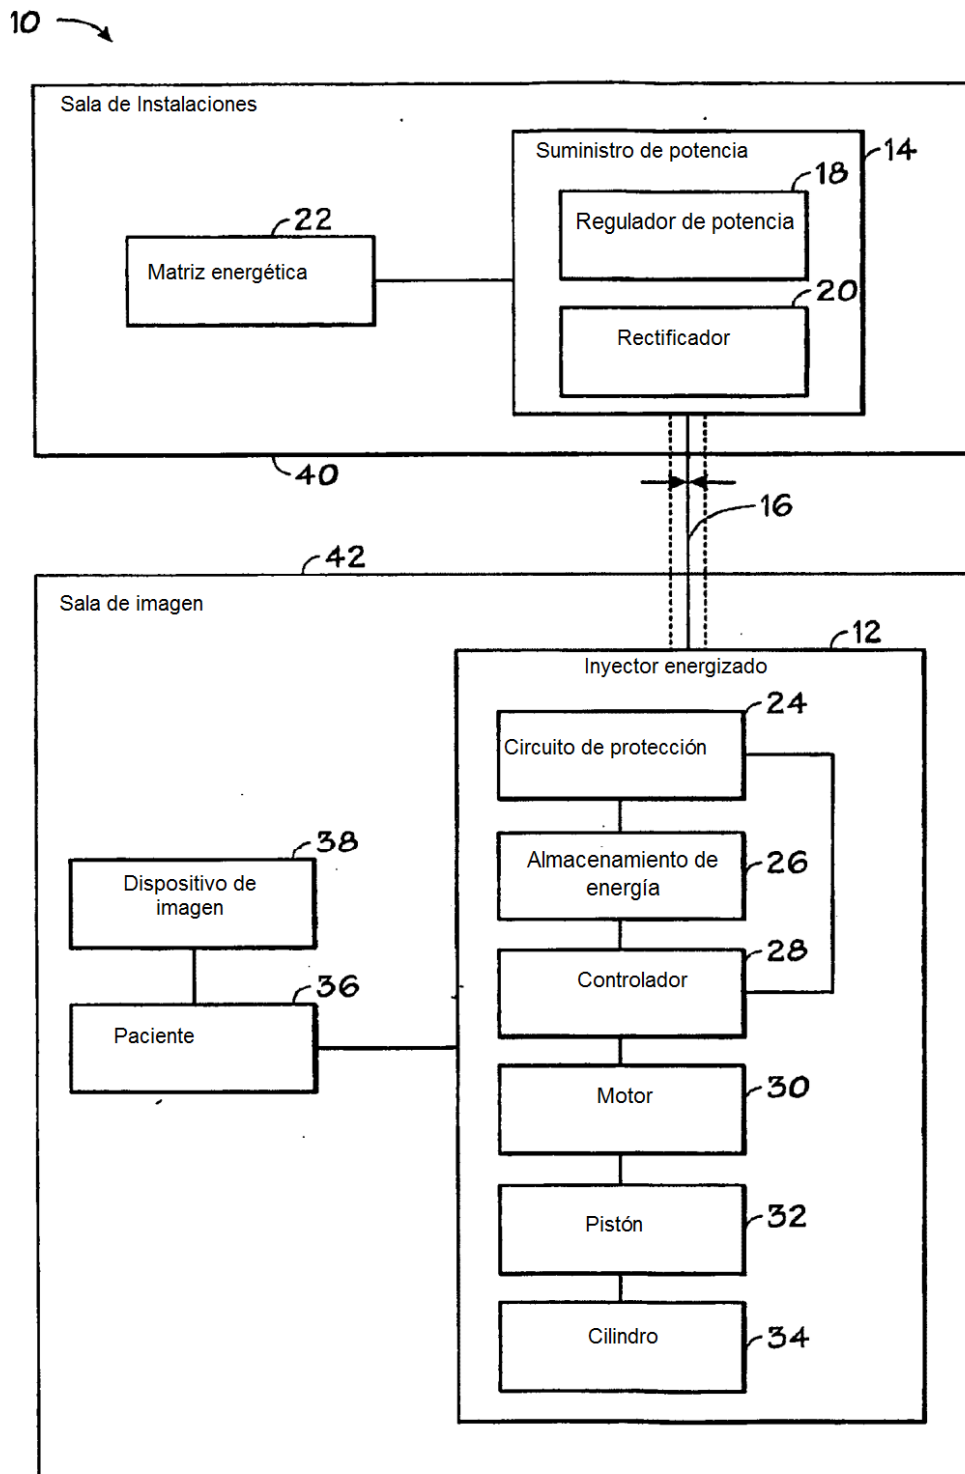 10
Sala de Instalaciones
Suministro de potencia
14
18
Regulador de potencia
22
Matriz energética
20
Rectificador
40
16
42
Sala de imagen
12
Inyector energizado
24
Circuito de protección
38
Dispositivo de
imagen
Almacenamiento de
energía
26
28
Controlador
36
Paciente
Motor
30
Pistón
32
Cilindro
34